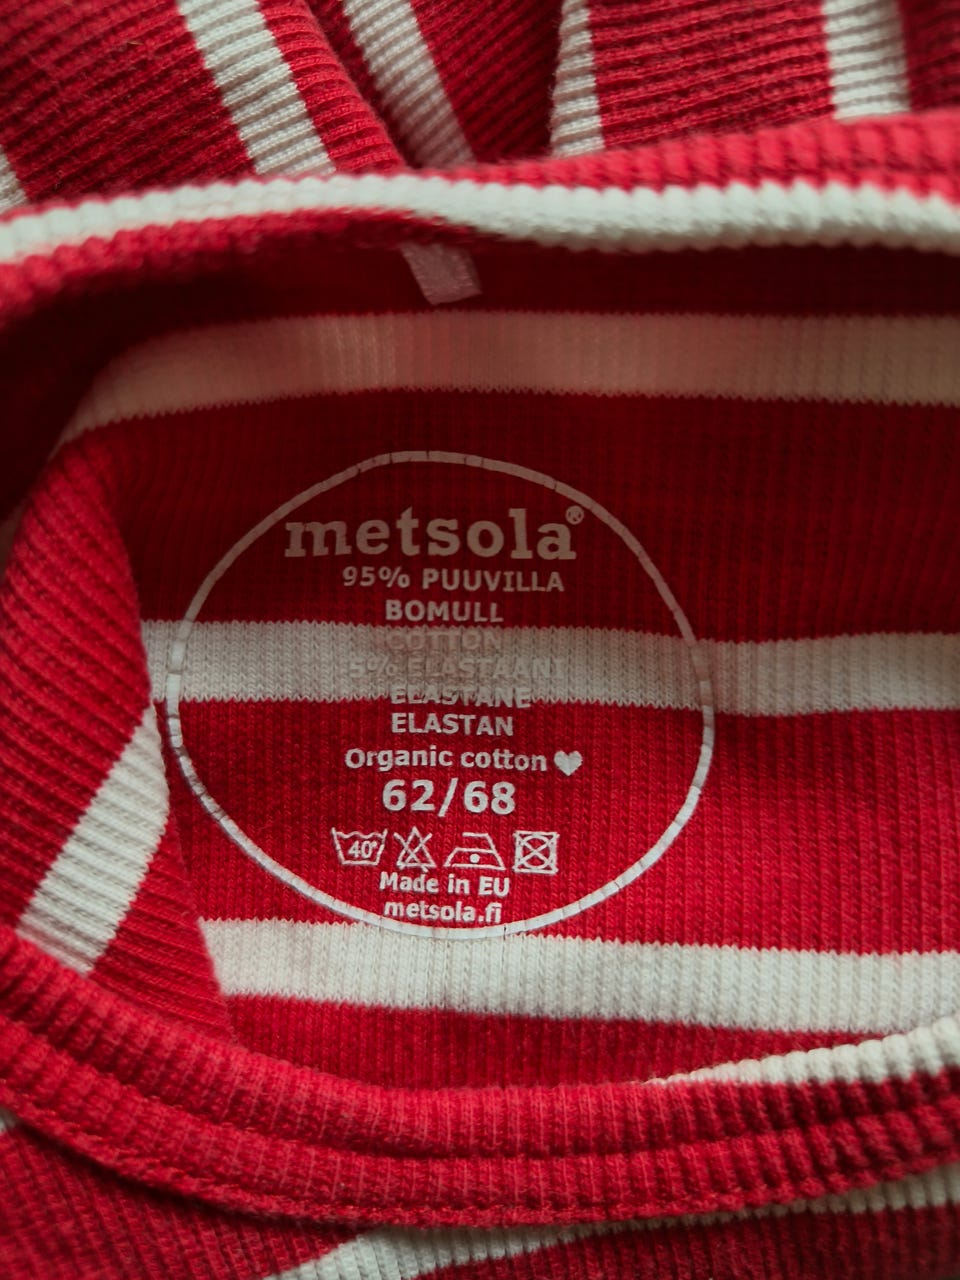 metsola®
95% PUUVILLA
BOMULL
COTTON
5% ELASTAANI
ELASTANE
ELASTAN
Organic cotton ♥
62/68
40°
Made in EU
metsola.fi